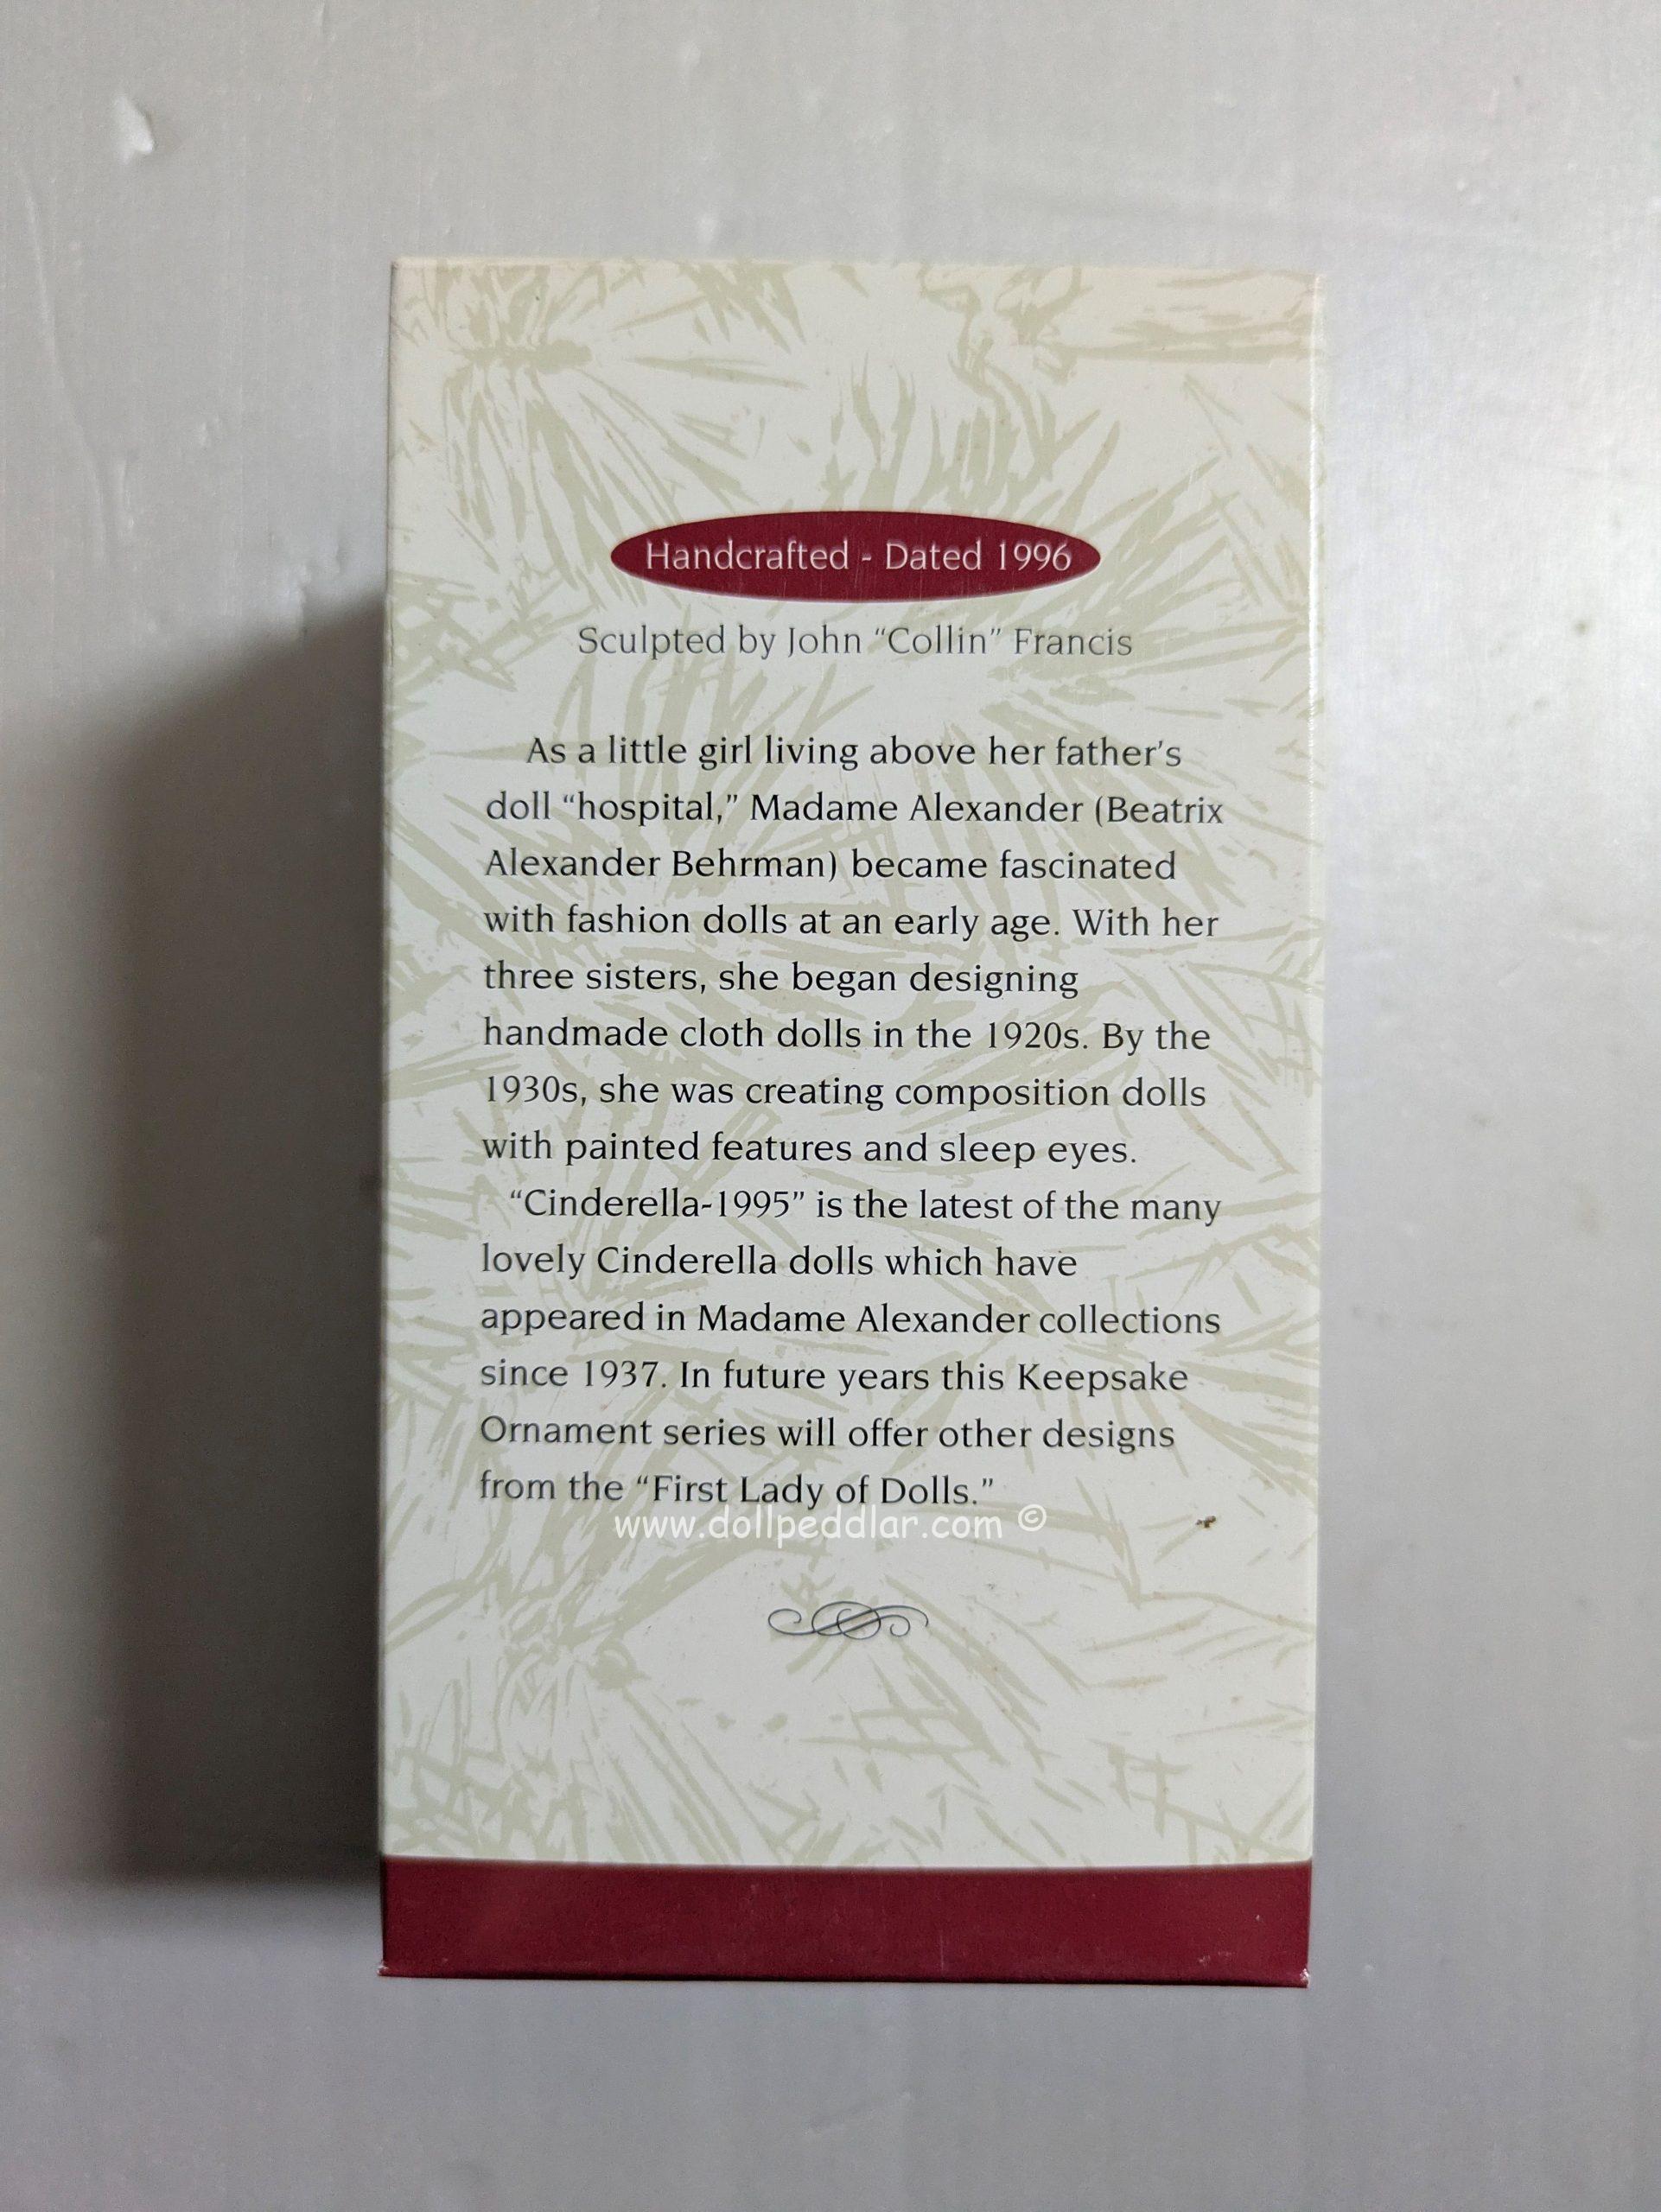 Handcrafted - Dated 1996
Sculpted by John “Collin” Francis
As a little girl living above her father’s
doll “hospital,” Madame Alexander (Beatrix
Alexander Behrman) became fascinated
with fashion dolls at an early age. With her
three sisters, she began designing
handmade cloth dolls in the 1920s. By the
1930s, she was creating composition dolls
with painted features and sleep eyes.
“Cinderella-1995” is the latest of the many
lovely Cinderella dolls which have
appeared in Madame Alexander collections
since 1937. In future years this Keepsake
Ornament series will offer other designs
from the “First Lady of Dolls.”
www.dollpeddlar.com ©